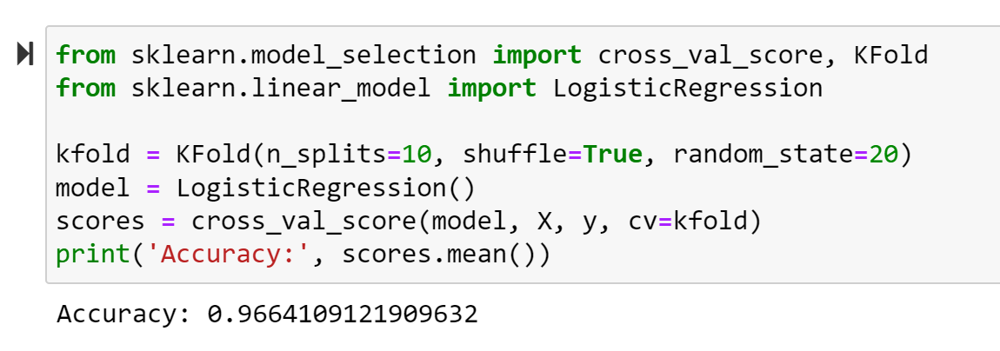 from sklearn.model_selection import cross_val_score, KFold
from sklearn.linear_model import LogisticRegression
kfold = KFold(n_splits=10, shuffle=True, random_state=20)
model = LogisticRegression()
scores = cross_val_score(model, X, y, cv=kfold)
print('Accuracy:', scores.mean())
Accuracy: 0.9664109121909632